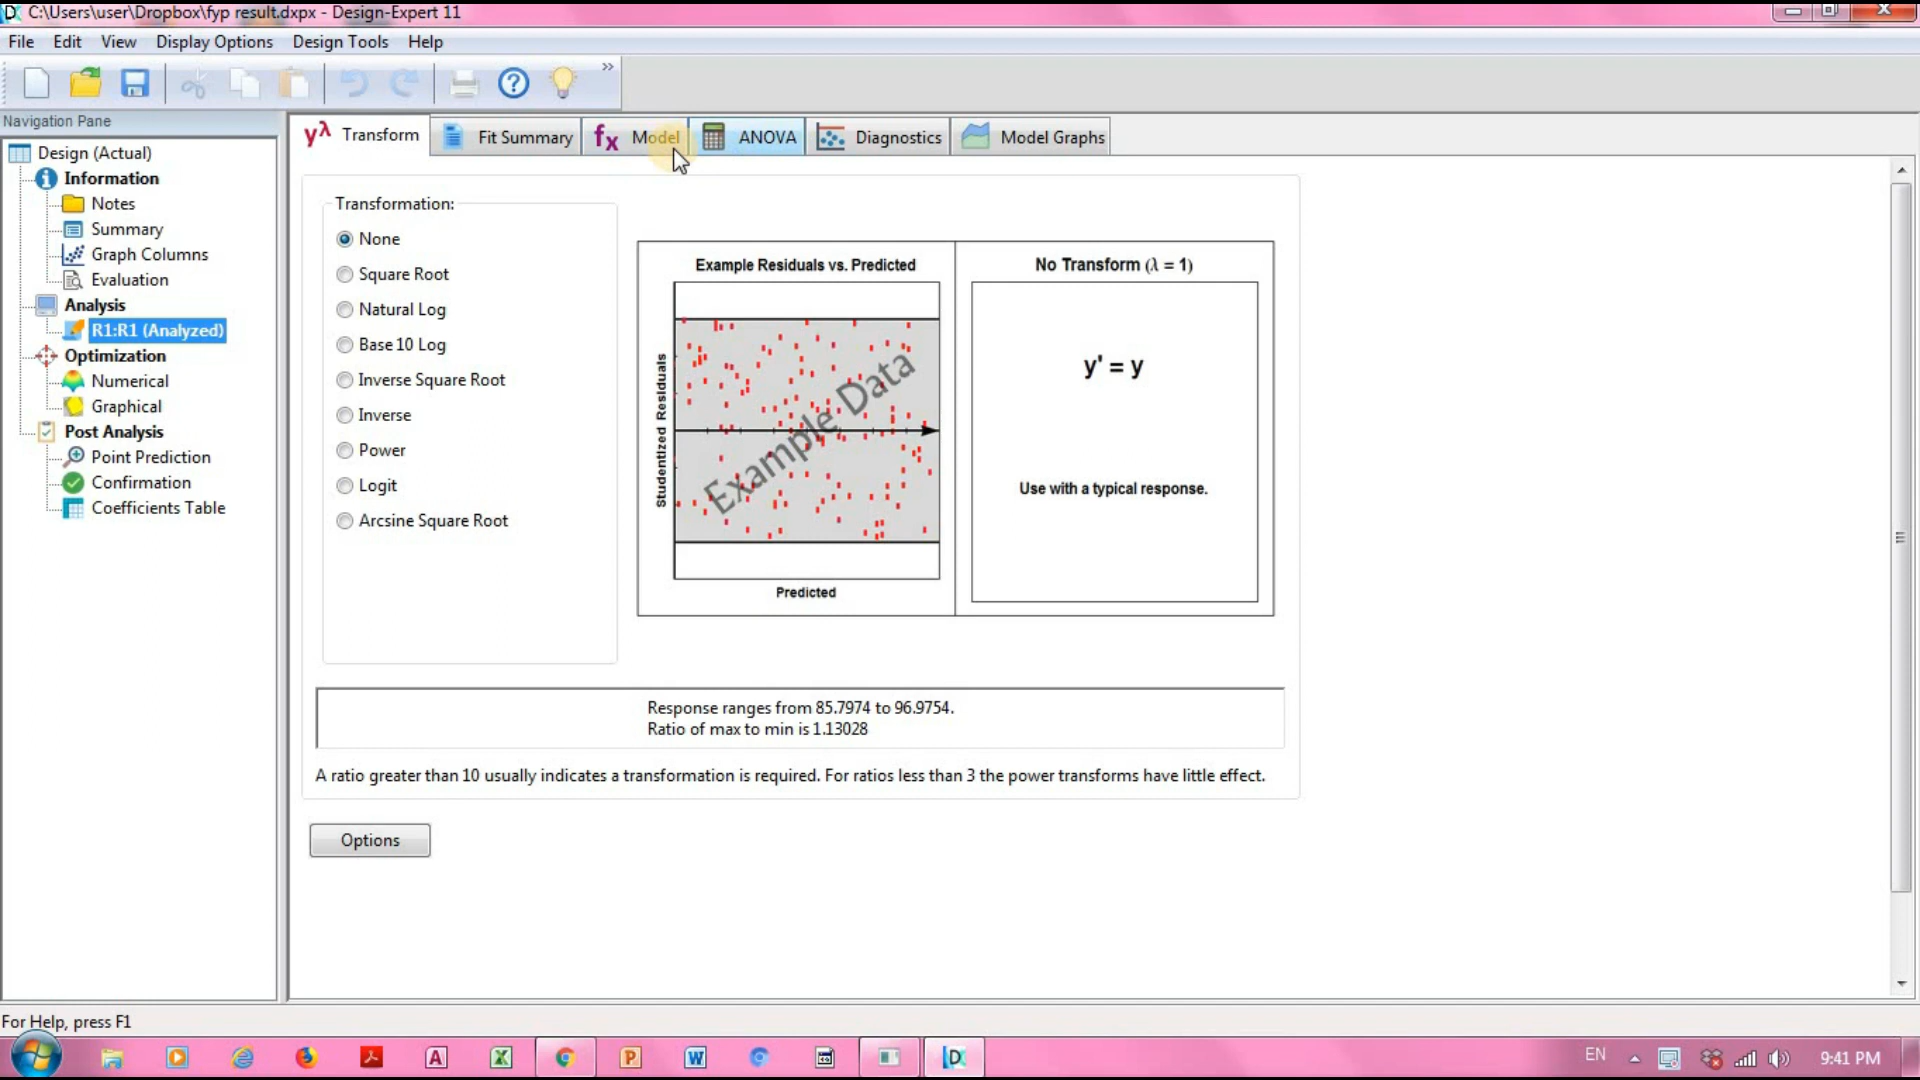 C:\Users\user\Dropbox\fyp result.dxpx - Design-Expert 11
File Edit View Display Options Design Tools Help
Navigation Pane
Design (Actual)
Information
Notes
Summary
Graph Columns
Evaluation
Analysis
R1:R1 (Analyzed)
Optimization
Numerical
Graphical
Post Analysis
Point Prediction
Confirmation
Coefficients Table
yλ Transform Fit Summary fx Model ANOVA Diagnostics Model Graphs
Transformation:
None
Square Root
Natural Log
Base 10 Log
Inverse Square Root
Inverse
Power
Logit
Arcsine Square Root
Example Residuals vs. Predicted
Studentized Residuals
Example Data
Predicted
No Transform (λ = 1)
y' = y
Use with a typical response.
Response ranges from 85.7974 to 96.9754.
Ratio of max to min is 1.13028
A ratio greater than 10 usually indicates a transformation is required. For ratios less than 3 the power transforms have little effect.
Options
For Help, press F1
EN 9:41 PM